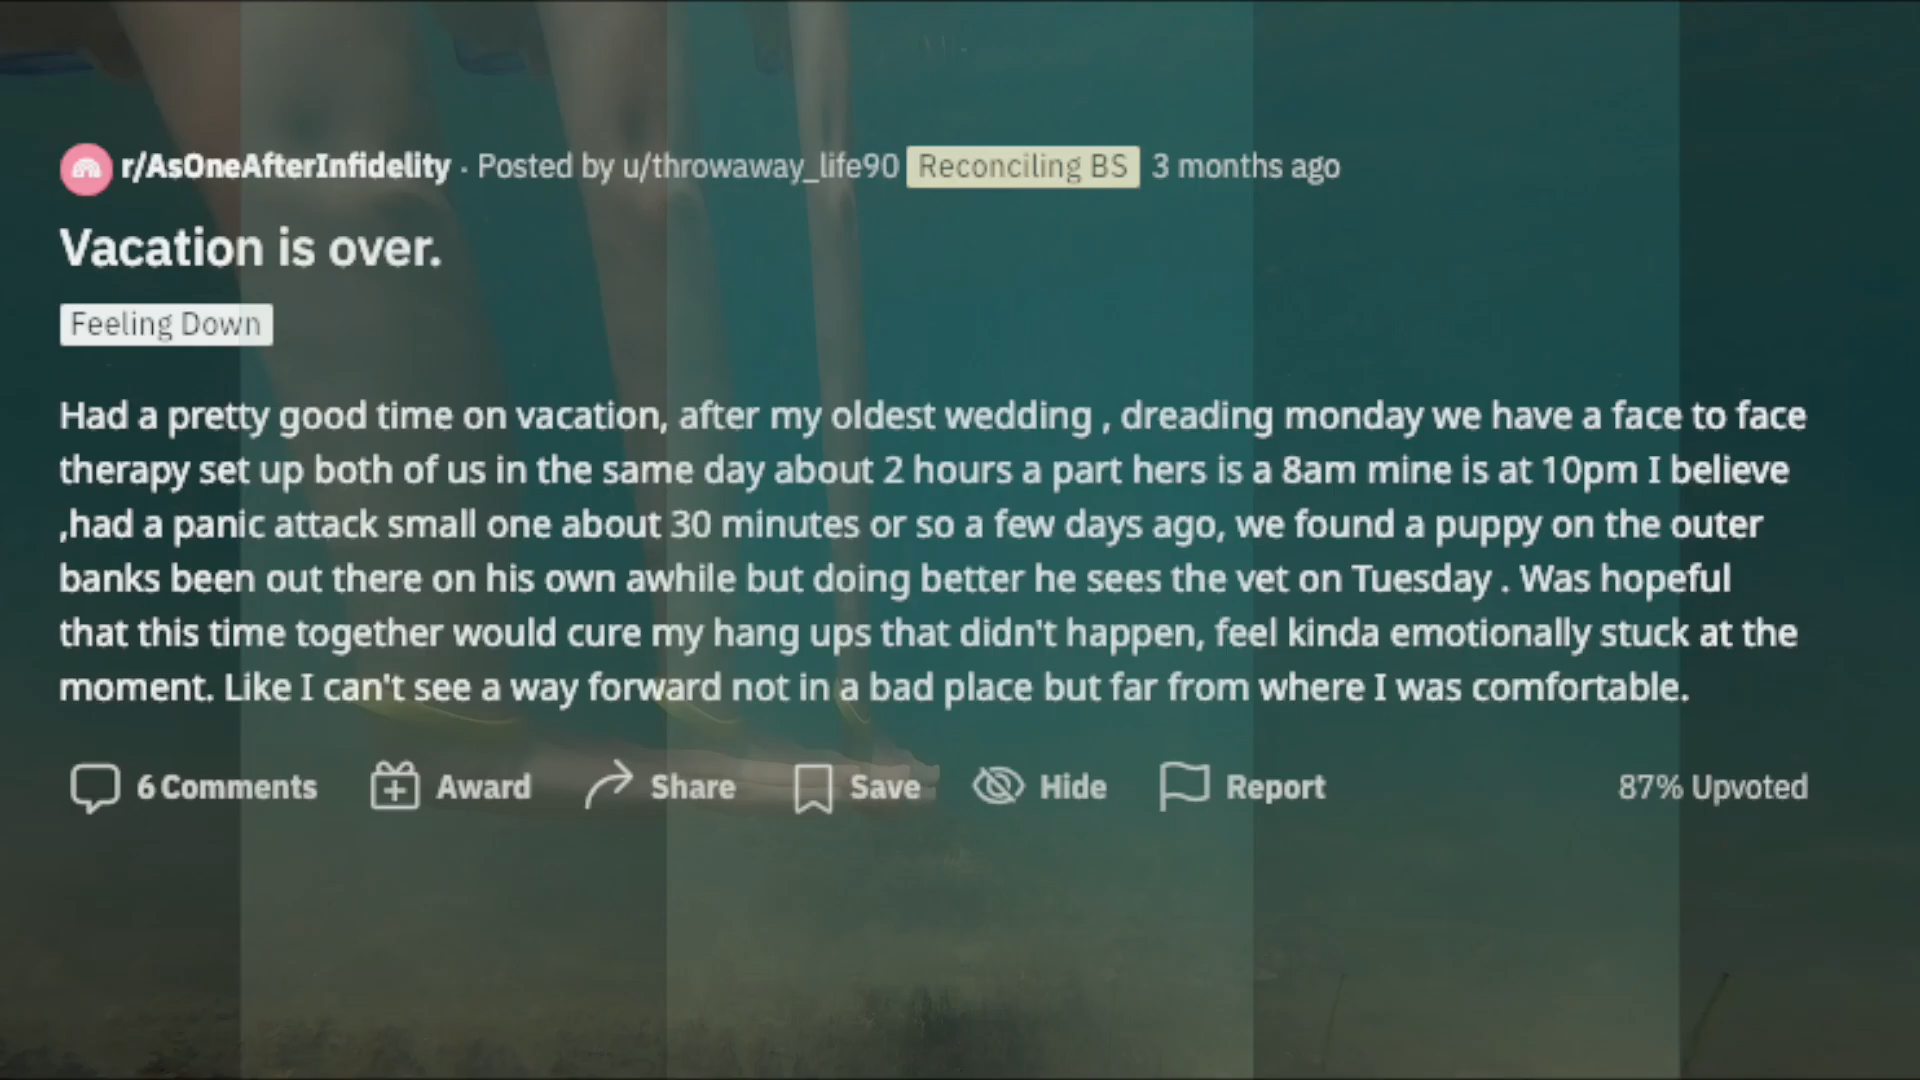 r/AsOneAfterInfidelity · Posted by u/throwaway_life90 Reconciling BS 3 months ago
Vacation is over.
Feeling Down
Had a pretty good time on vacation, after my oldest wedding , dreading monday we have a face to face
therapy set up both of us in the same day about 2 hours a part hers is a 8am mine is at 10pm I believe
,had a panic attack small one about 30 minutes or so a few days ago, we found a puppy on the outer
banks been out there on his own awhile but doing better he sees the vet on Tuesday . Was hopeful
that this time together would cure my hang ups that didn't happen, feel kinda emotionally stuck at the
moment. Like I can't see a way forward not in a bad place but far from where I was comfortable.
6 Comments Award Share Save Hide Report 87% Upvoted